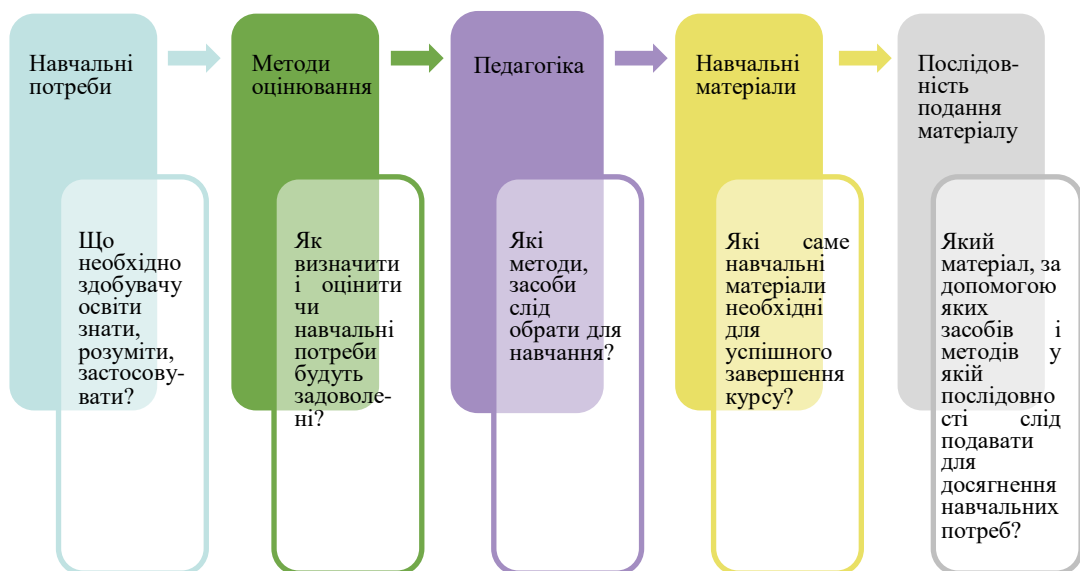 Навчальні
потреби
Методи
оцінювання
Педагогіка
Навчальні
матеріали
Послідов-
ність
подання
матеріалу
Що
необхідно
здобувачу
освіти
знати,
розуміти,
застосову-
вати?
Як
визначити
і оцінити
чи
навчальні
потреби
будуть
задоволе-
ні?
Які
методи,
засоби
слід
обрати для
навчання?
Які саме
навчальні
матеріали
необхідні
для
успішного
завершення
курсу?
Який
матеріал, за
допомогою
яких
засобів і
методів у
якій
послідовно
сті слід
подавати
для
досягнення
навчальних
потреб?